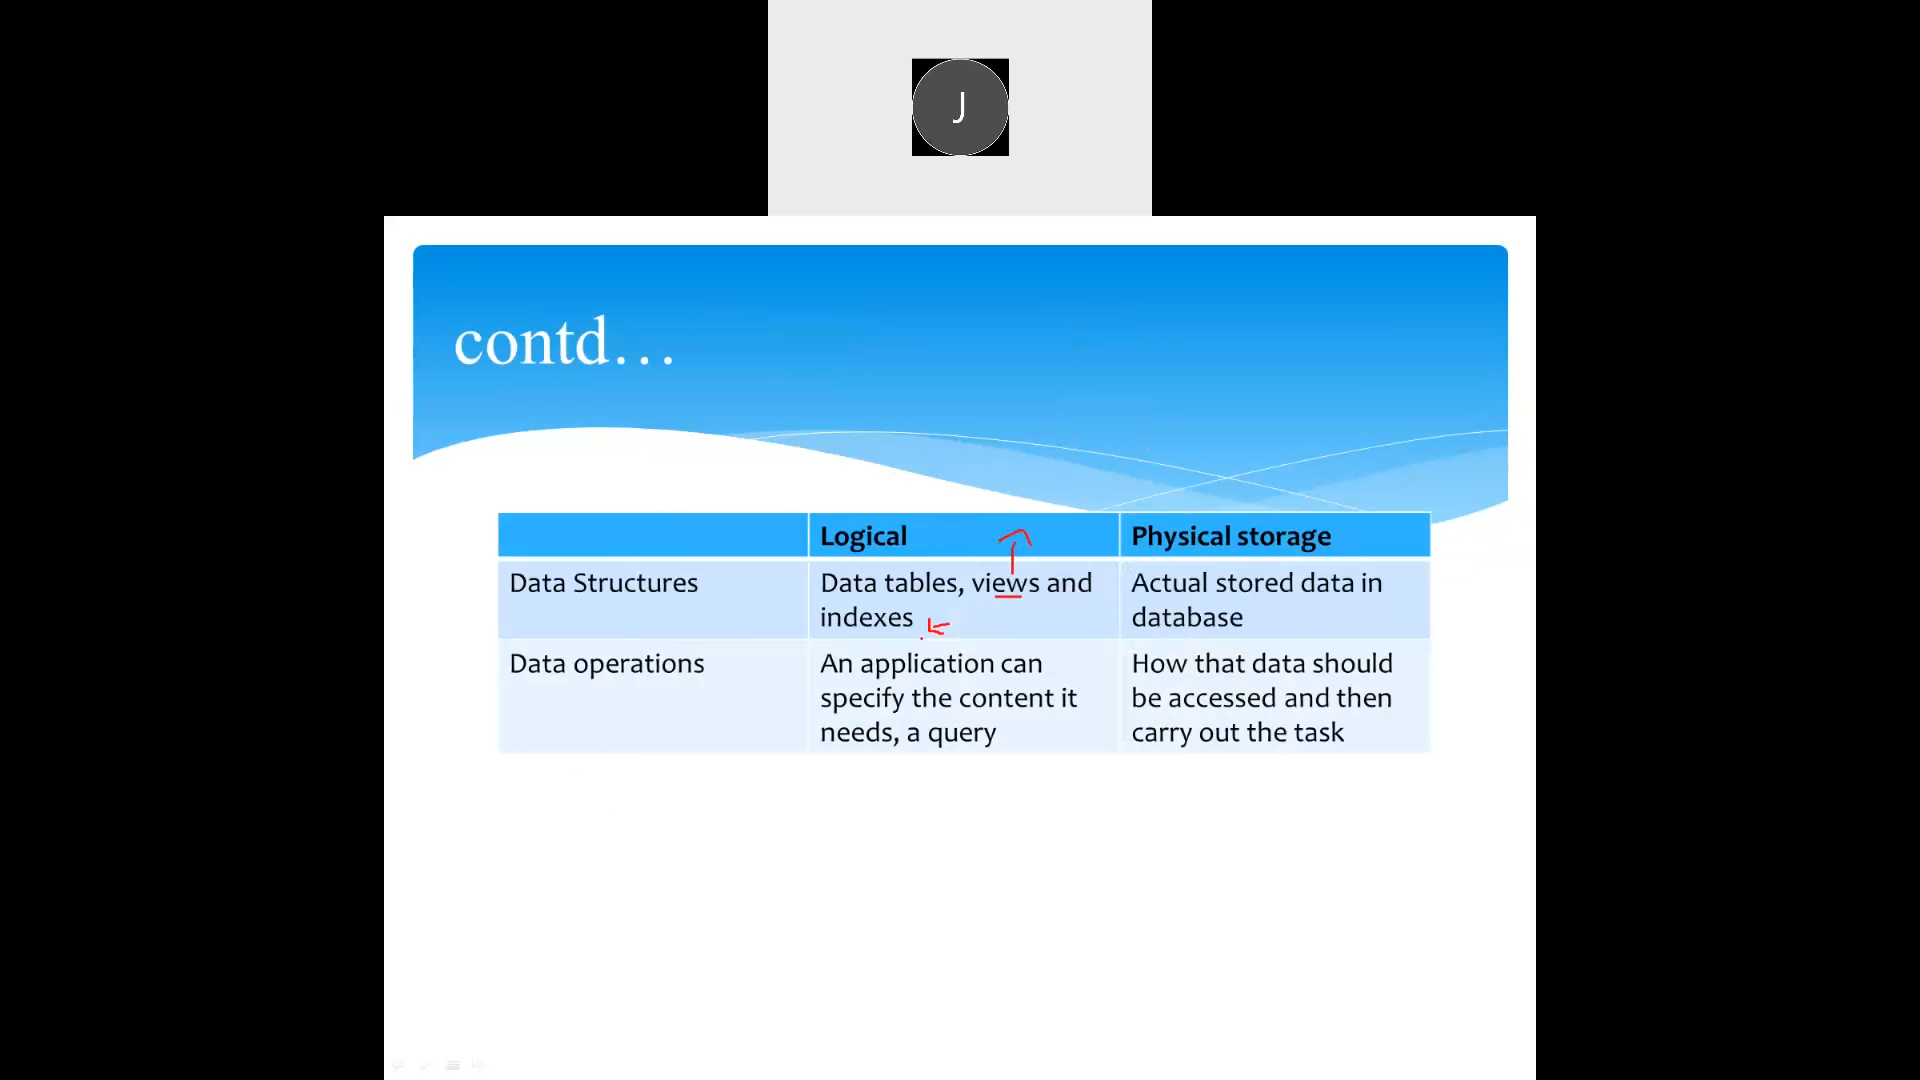 J
contd...
Logical
Physical storage
Data Structures
Data tables, views and
indexes
Actual stored data in
database
Data operations
An application can
specify the content it
needs, a query
How that data should
be accessed and then
carry out the task